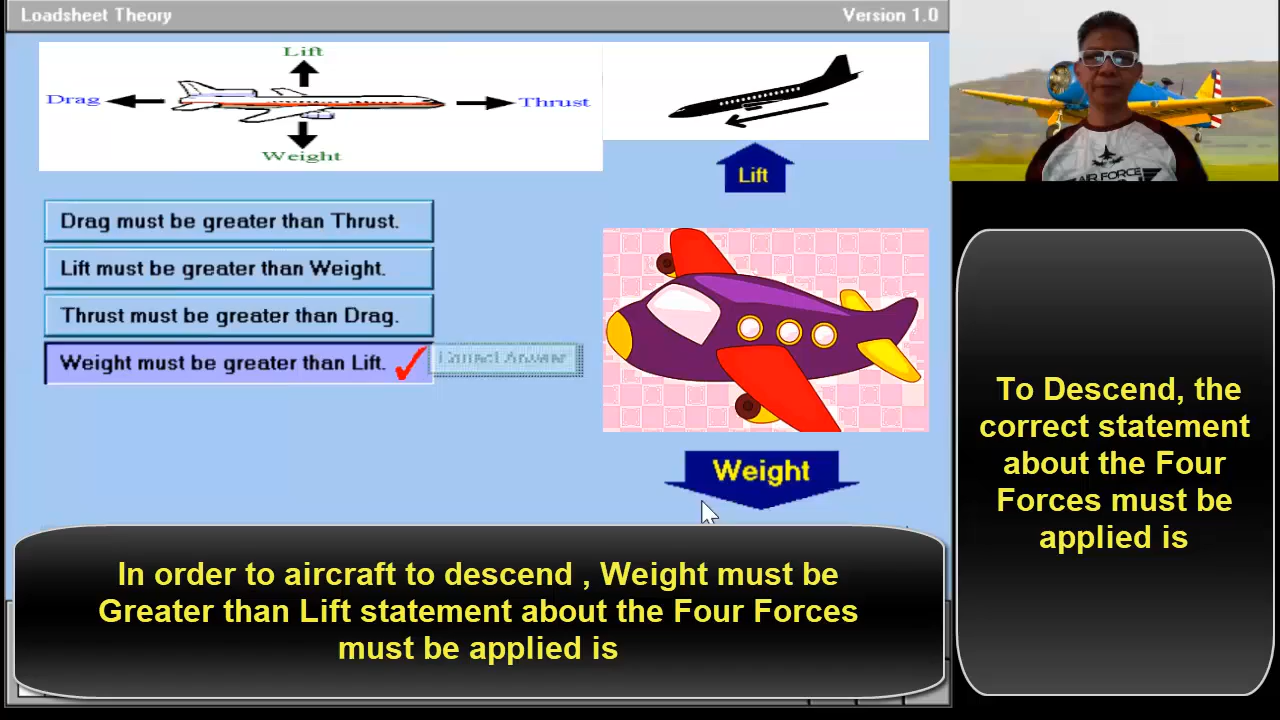 Loadsheet Theory
Version 1.0
Lift
Drag
Thrust
Weight
Lift
Drag must be greater than Thrust.
Lift must be greater than Weight.
Thrust must be greater than Drag.
Weight must be greater than Lift.
Correct Answer
Weight
AIR FORCE
To Descend, the
correct statement
about the Four
Forces must be
applied is
In order to aircraft to descend , Weight must be
Greater than Lift statement about the Four Forces
must be applied is